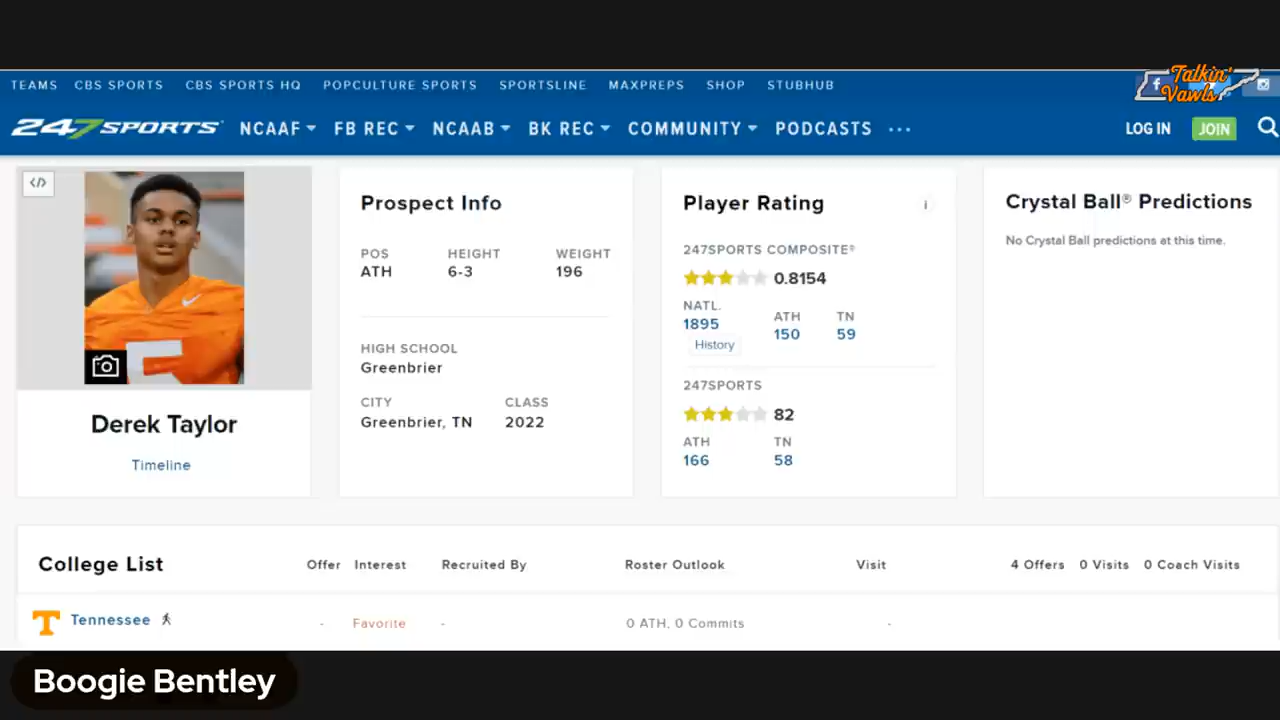 TEAMS CBS SPORTS CBS SPORTS HQ POPCULTURE SPORTS SPORTSLINE MAXPREPS SHOP STUBHUB
Talkin' Vawls
247SPORTS NCAAF FB REC NCAAB BK REC COMMUNITY PODCASTS ... LOG IN JOIN
</>
Derek Taylor
Timeline
Prospect Info
POS HEIGHT WEIGHT
ATH 6-3 196
HIGH SCHOOL
Greenbrier
CITY CLASS
Greenbrier, TN 2022
Player Rating i
247SPORTS COMPOSITE®
0.8154
NATL. ATH TN
1895 150 59
History
247SPORTS
82
ATH TN
166 58
Crystal Ball® Predictions
No Crystal Ball predictions at this time.
College List Offer Interest Recruited By Roster Outlook Visit 4 Offers 0 Visits 0 Coach Visits
T Tennessee - Favorite - 0 ATH, 0 Commits -
Boogie Bentley